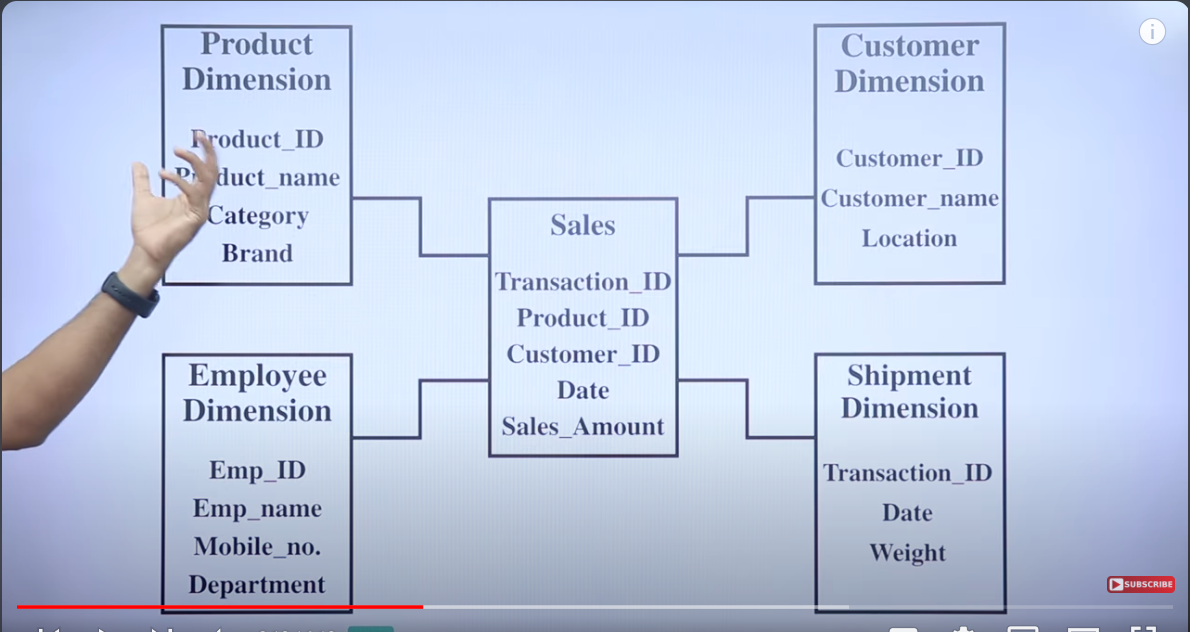 Product
Dimension
Product_ID
Product_name
Category
Brand
Customer
Dimension
Customer_ID
Customer_name
Location
Sales
Transaction_ID
Product_ID
Customer_ID
Date
Sales_Amount
Employee
Dimension
Emp_ID
Emp_name
Mobile_no.
Department
Shipment
Dimension
Transaction_ID
Date
Weight
SUBSCRIBE